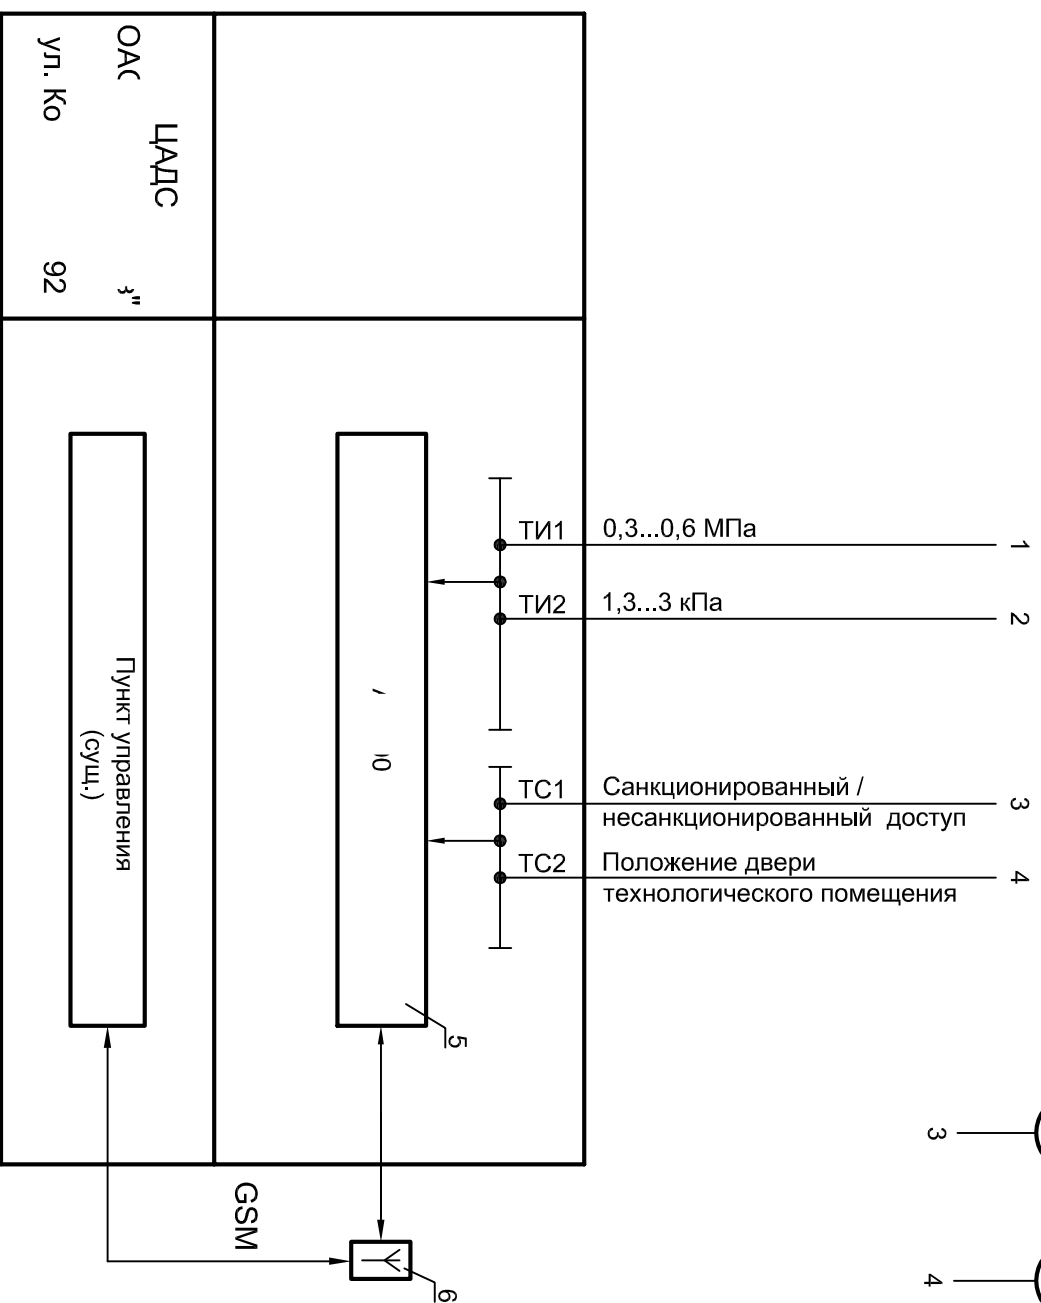 ЦАДС
ОАС з"
ул. Ко 92
ТИ1 0,3...0,6 МПа 1
ТИ2 1,3...3 кПа 2
ТС1 Санкционированный / 3
несанкционированный доступ
ТС2 Положение двери 4
технологического помещения
Пункт управления
(сущ.)
5
GSM
6
3
4